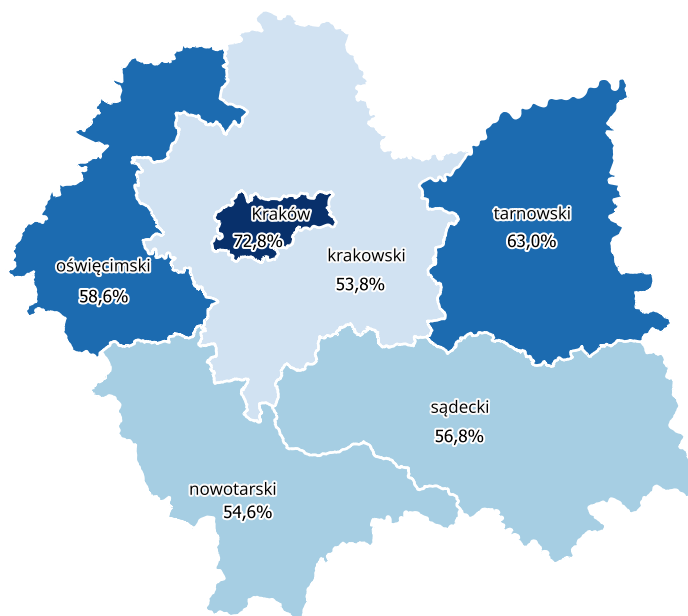 Kraków
72,8%
tarnowski
63,0%
krakowski
53,8%
oświęcimski
58,6%
sądecki
56,8%
nowotarski
54,6%